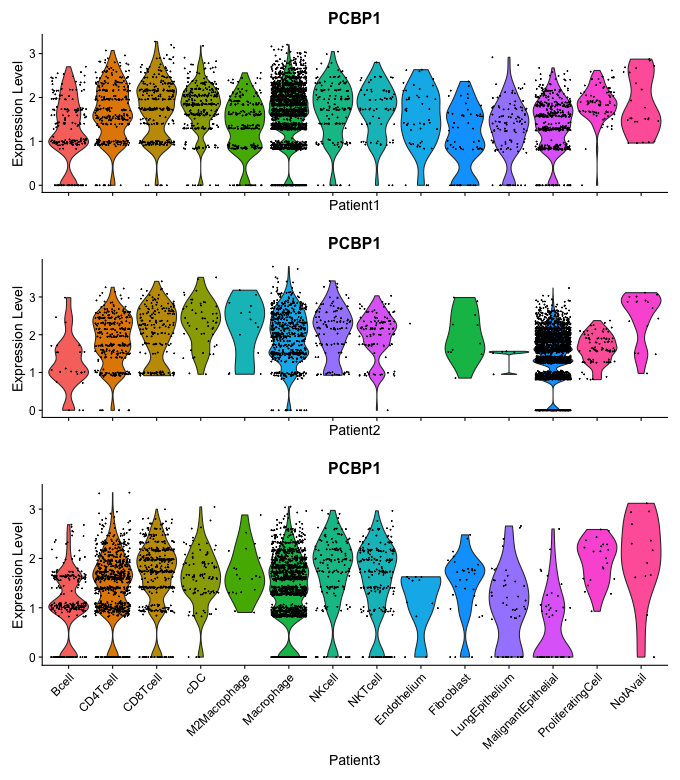 PCBP1
Expression Level
3
2
1
0
Patient1
PCBP1
Expression Level
3
2
1
0
Patient2
PCBP1
Expression Level
3
2
1
0
Bcell
CD4Tcell
CD8Tcell
cDC
M2Macrophage
Macrophage
NKcell
NKTcell
Endothelium
Fibroblast
LungEpithelium
MalignantEpithelial
ProliferatingCell
NotAvail
Patient3